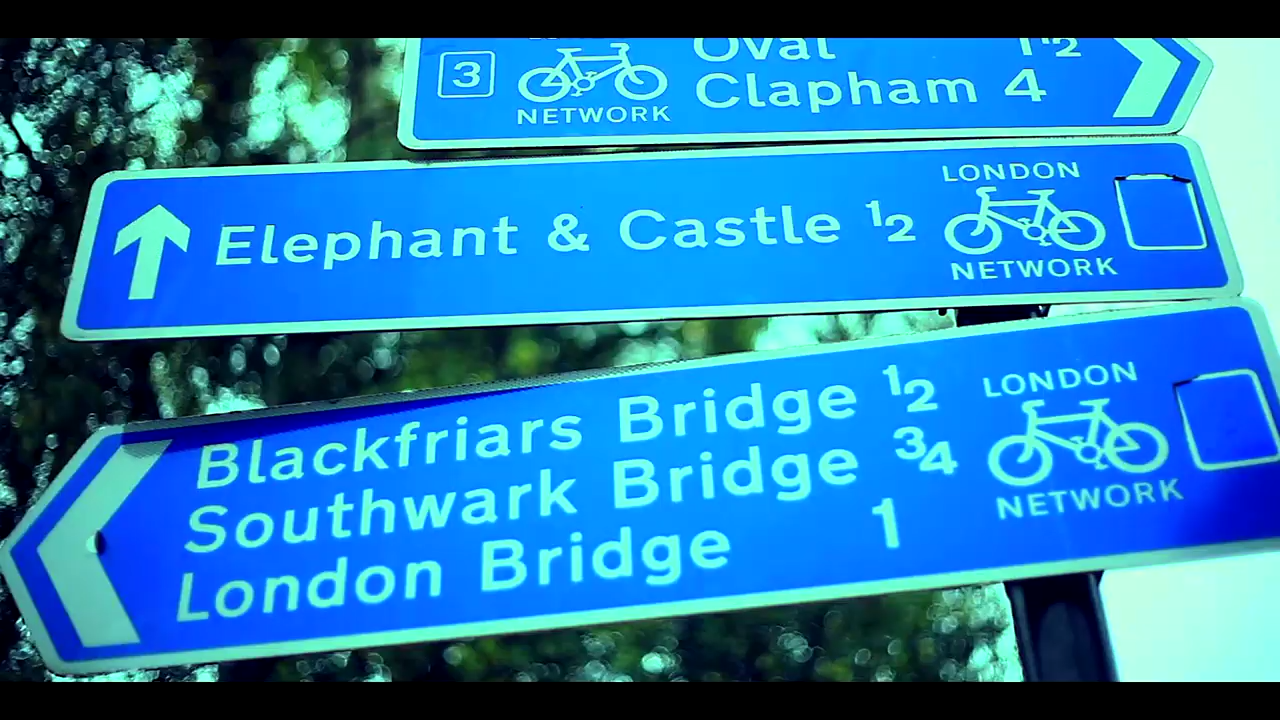 Oval 1½
3 Clapham 4
NETWORK
LONDON
Elephant & Castle ½
NETWORK
Blackfriars Bridge ½
LONDON
Southwark Bridge ¾
NETWORK
London Bridge 1